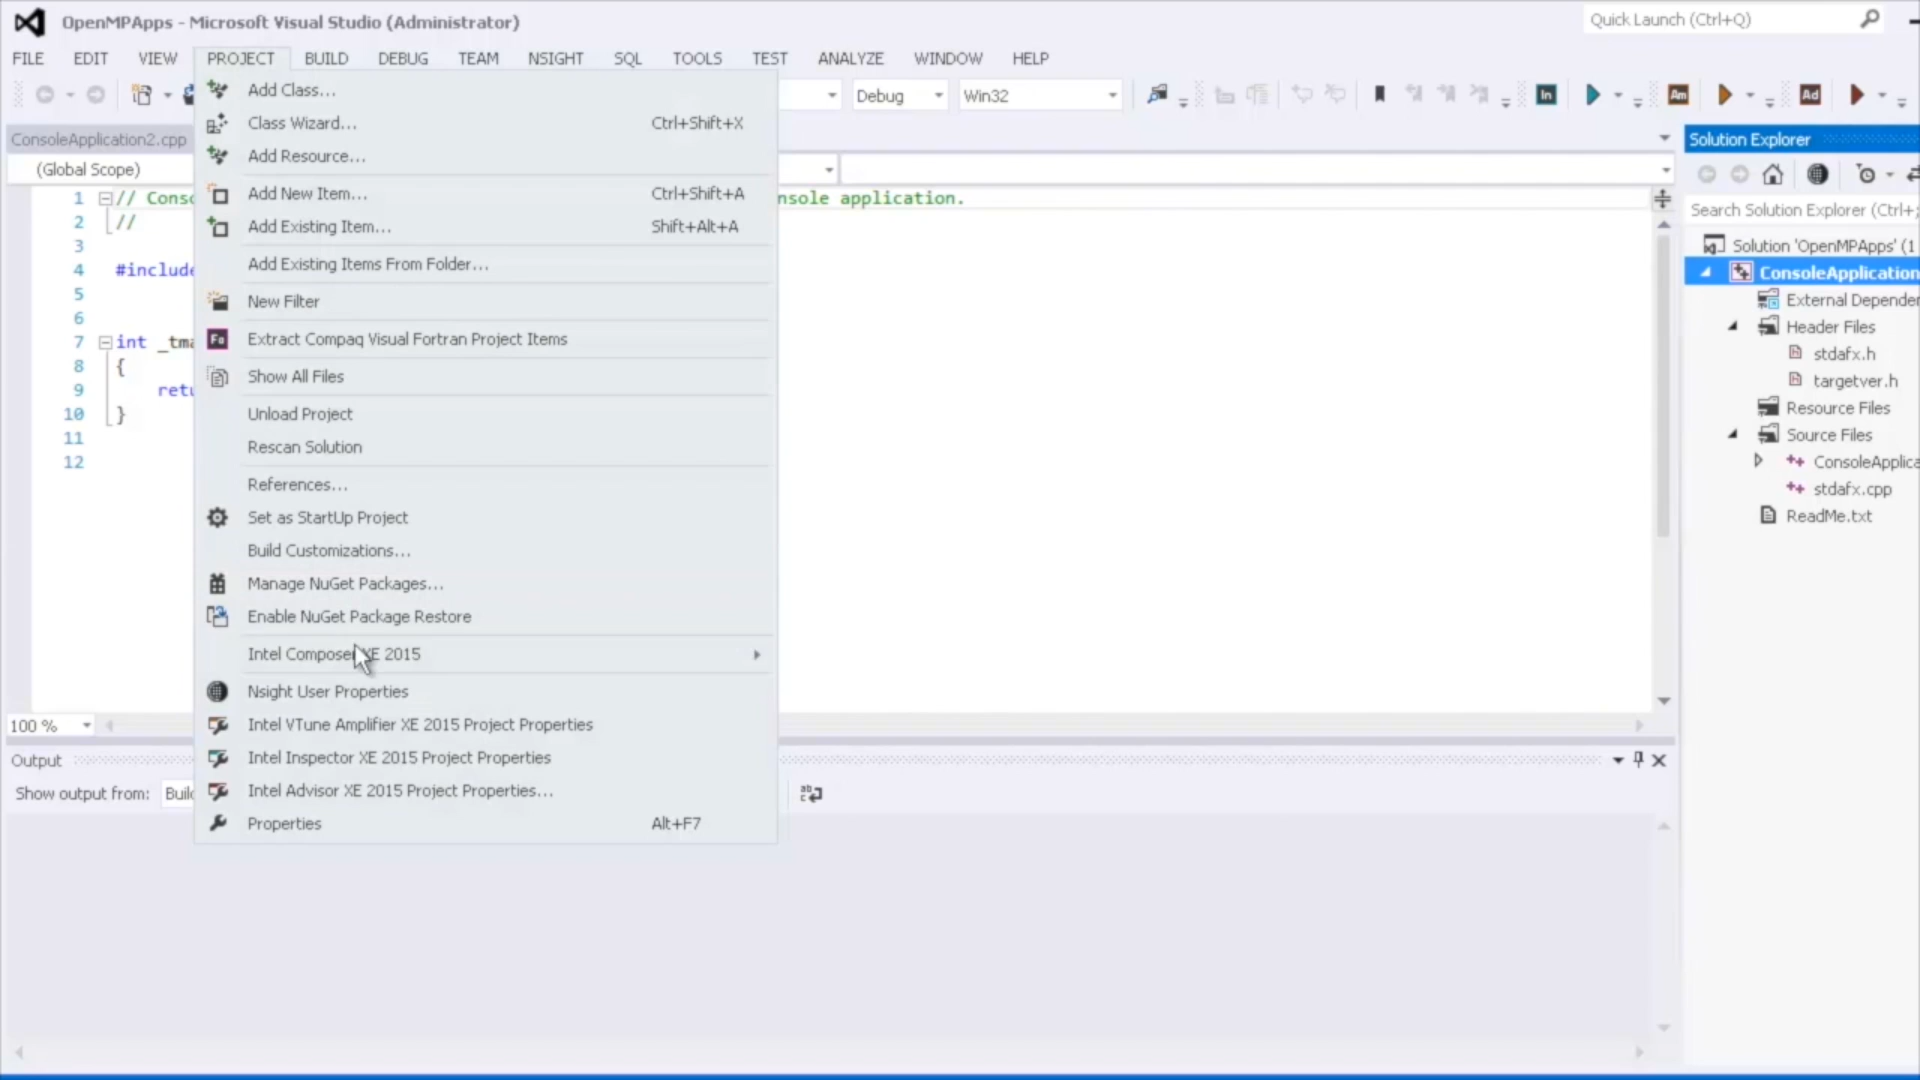 OpenMPApps - Microsoft Visual Studio (Administrator)
Quick Launch (Ctrl+Q)
FILE EDIT VIEW PROJECT BUILD DEBUG TEAM NSIGHT SQL TOOLS TEST ANALYZE WINDOW HELP
Debug Win32 In Am Ad
ConsoleApplication2.cpp
(Global Scope)
1 // Conso nsole application.
2 //
3
4 #include
5
6
7 int _tma
8 {
9 retu
10 }
11
12
100 %
Output
Show output from: Buil
Add Class...
Class Wizard... Ctrl+Shift+X
Add Resource...
Add New Item... Ctrl+Shift+A
Add Existing Item... Shift+Alt+A
Add Existing Items From Folder...
New Filter
Fo Extract Compaq Visual Fortran Project Items
Show All Files
Unload Project
Rescan Solution
References...
Set as StartUp Project
Build Customizations...
Manage NuGet Packages...
Enable NuGet Package Restore
Intel Composer XE 2015
Nsight User Properties
Intel VTune Amplifier XE 2015 Project Properties
Intel Inspector XE 2015 Project Properties
Intel Advisor XE 2015 Project Properties...
Properties Alt+F7
Solution Explorer
Search Solution Explorer (Ctrl+;
Solution 'OpenMPApps' (1
ConsoleApplication
External Depender
Header Files
stdafx.h
targetver.h
Resource Files
Source Files
ConsoleApplica
stdafx.cpp
ReadMe.txt